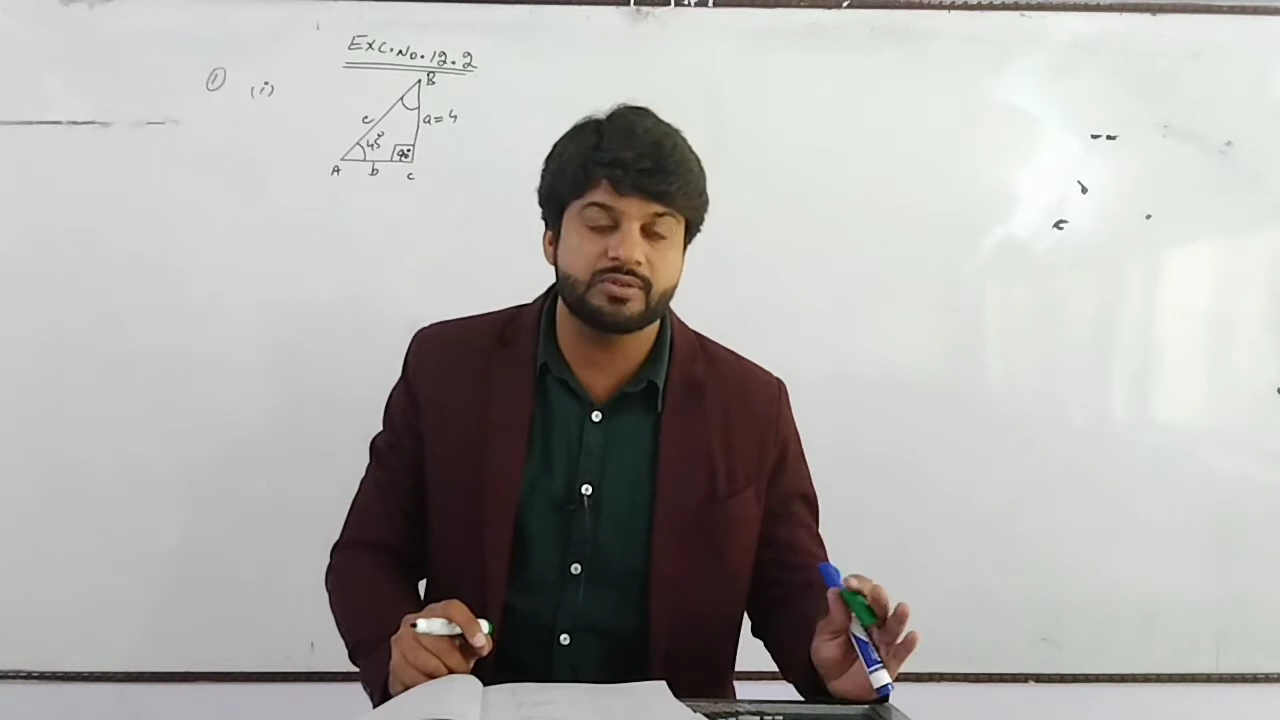 Exc. No. 12.2
① (i)
B
c
a = 4
45°
90°
A
b
c